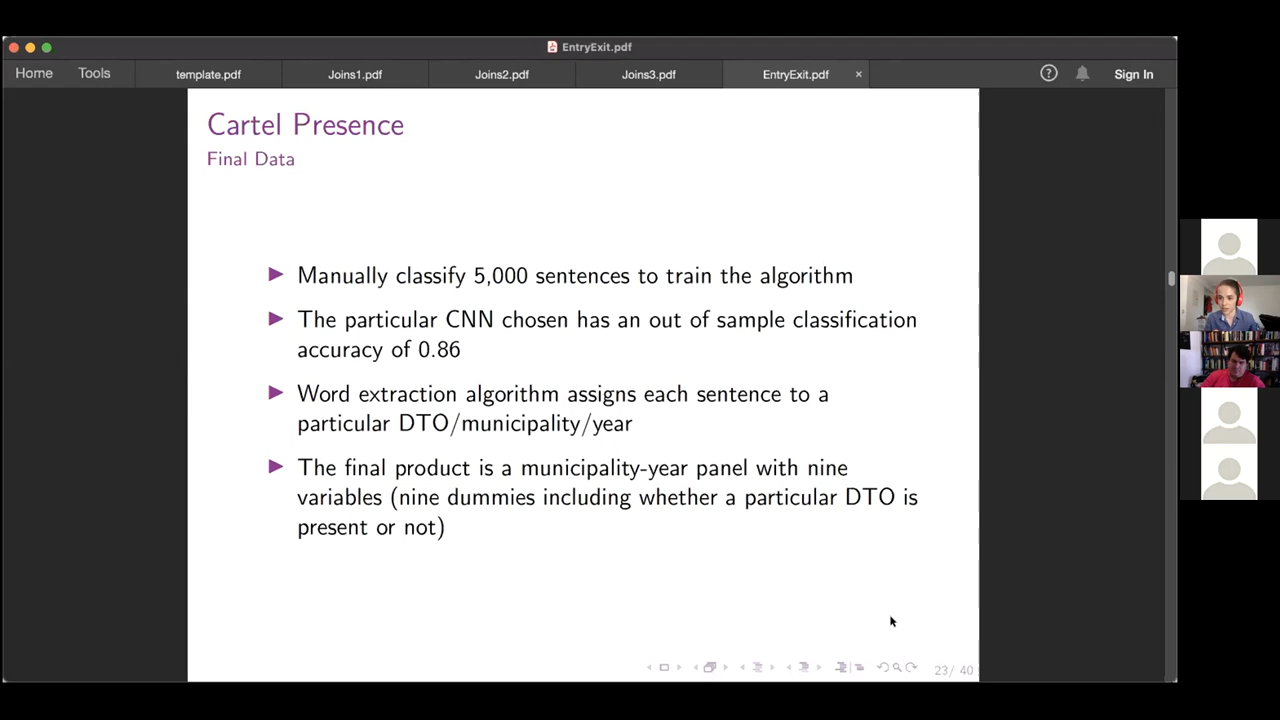 EntryExit.pdf
Home
Tools
template.pdf
Joins1.pdf
Joins2.pdf
Joins3.pdf
EntryExit.pdf
×
?
Sign In
Cartel Presence
Final Data
Manually classify 5,000 sentences to train the algorithm
The particular CNN chosen has an out of sample classification
accuracy of 0.86
Word extraction algorithm assigns each sentence to a
particular DTO/municipality/year
The final product is a municipality-year panel with nine
variables (nine dummies including whether a particular DTO is
present or not)
23/ 40